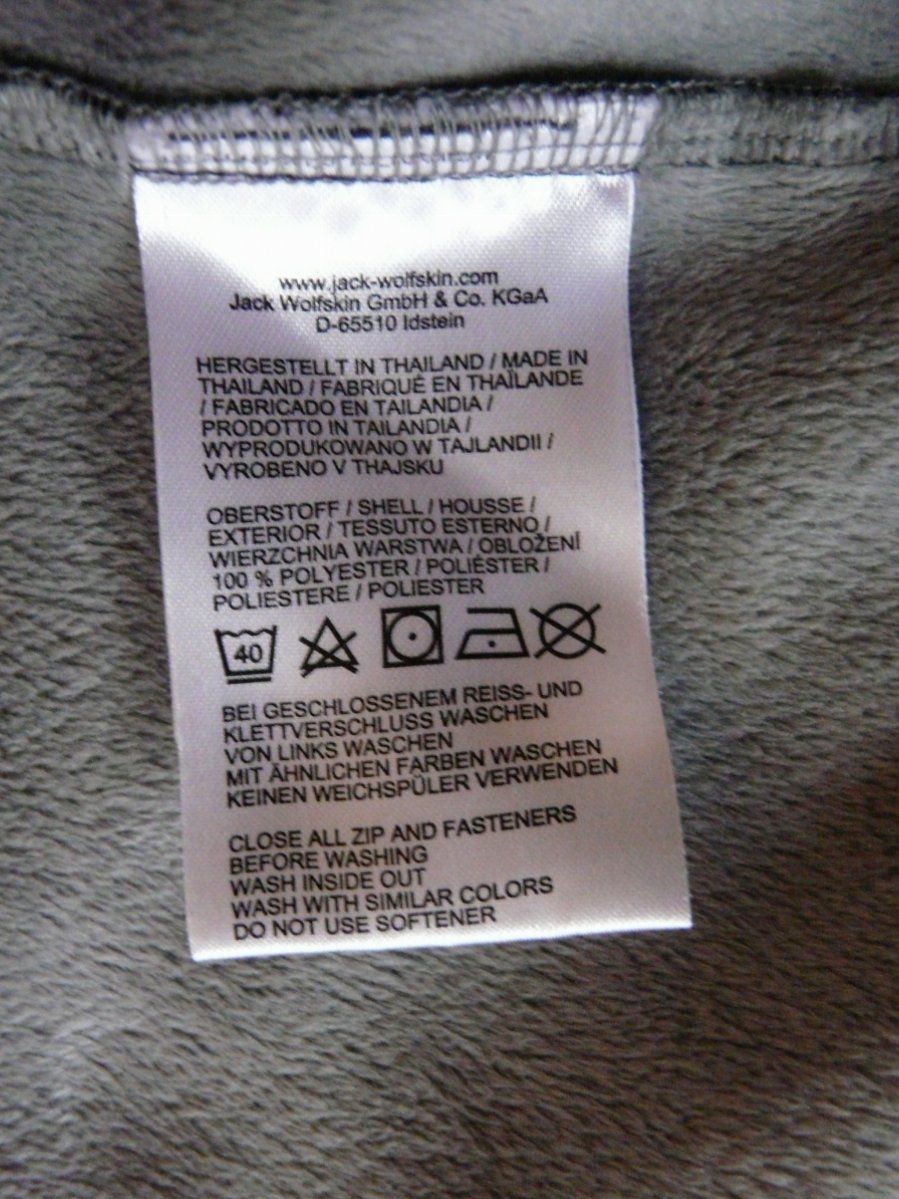 www.jack-wolfskin.com
Jack Wolfskin GmbH & Co. KGaA
D-65510 Idstein
HERGESTELLT IN THAILAND / MADE IN
THAILAND / FABRIQUÉ EN THAÏLANDE
/ FABRICADO EN TAILANDIA /
PRODOTTO IN TAILANDIA /
WYPRODUKOWANO W TAJLANDII /
VYROBENO V THAJSKU
OBERSTOFF / SHELL / HOUSSE /
EXTERIOR / TESSUTO ESTERNO /
WIERZCHNIA WARSTWA / OBLOŽENÍ
100 % POLYESTER / POLIÉSTER /
POLIESTERE / POLIESTER
40
BEI GESCHLOSSENEM REISS- UND
KLETTVERSCHLUSS WASCHEN
VON LINKS WASCHEN
MIT ÄHNLICHEN FARBEN WASCHEN
KEINEN WEICHSPÜLER VERWENDEN
CLOSE ALL ZIP AND FASTENERS
BEFORE WASHING
WASH INSIDE OUT
WASH WITH SIMILAR COLORS
DO NOT USE SOFTENER